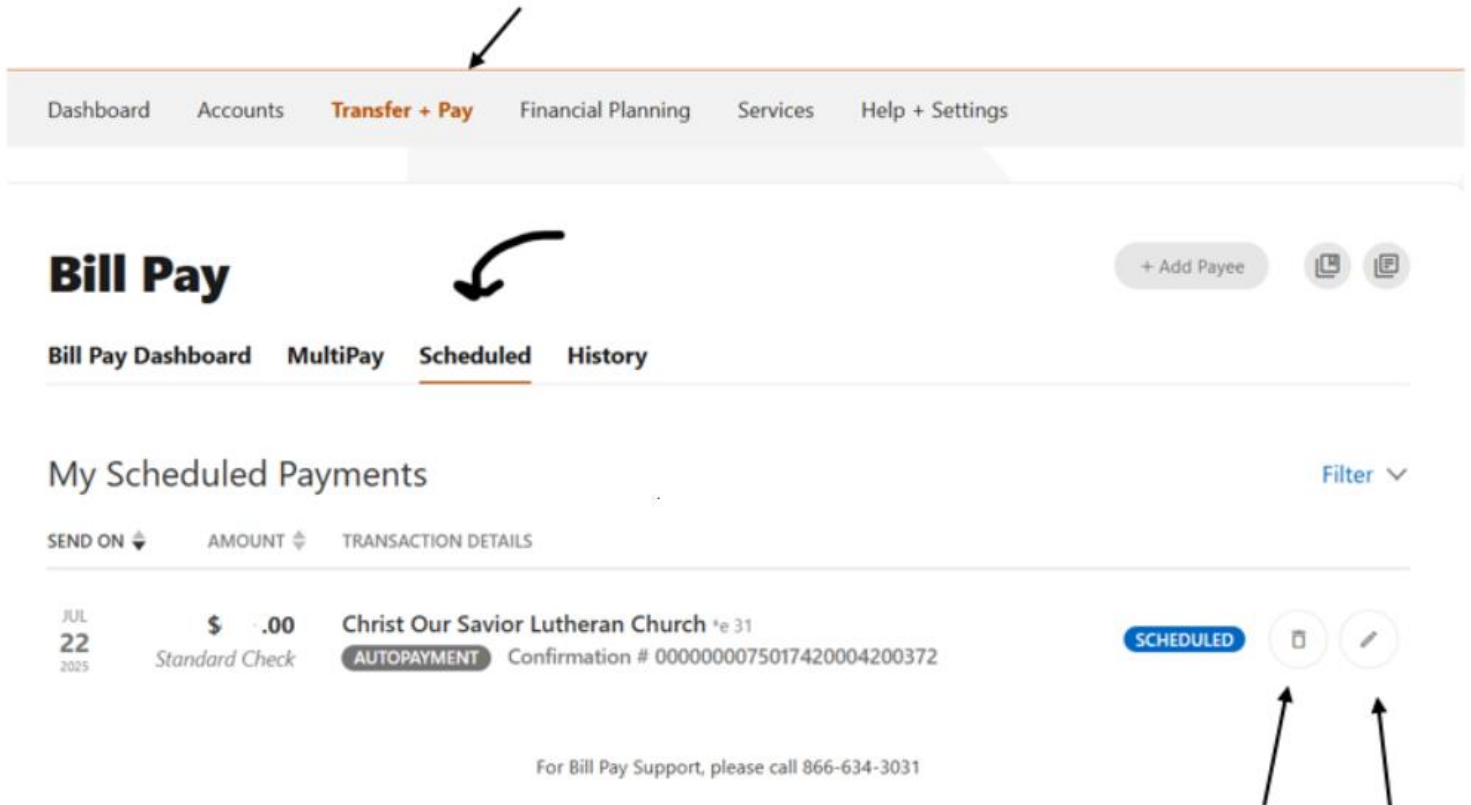 Dashboard Accounts Transfer + Pay Financial Planning Services Help + Settings
Bill Pay
+ Add Payee
Bill Pay Dashboard MultiPay Scheduled History
My Scheduled Payments
Filter
SEND ON AMOUNT TRANSACTION DETAILS
JUL
22
2025
$ .00
Standard Check
Christ Our Savior Lutheran Church *e 31
AUTOPAYMENT Confirmation # 0000000075017420004200372
SCHEDULED
For Bill Pay Support, please call 866-634-3031